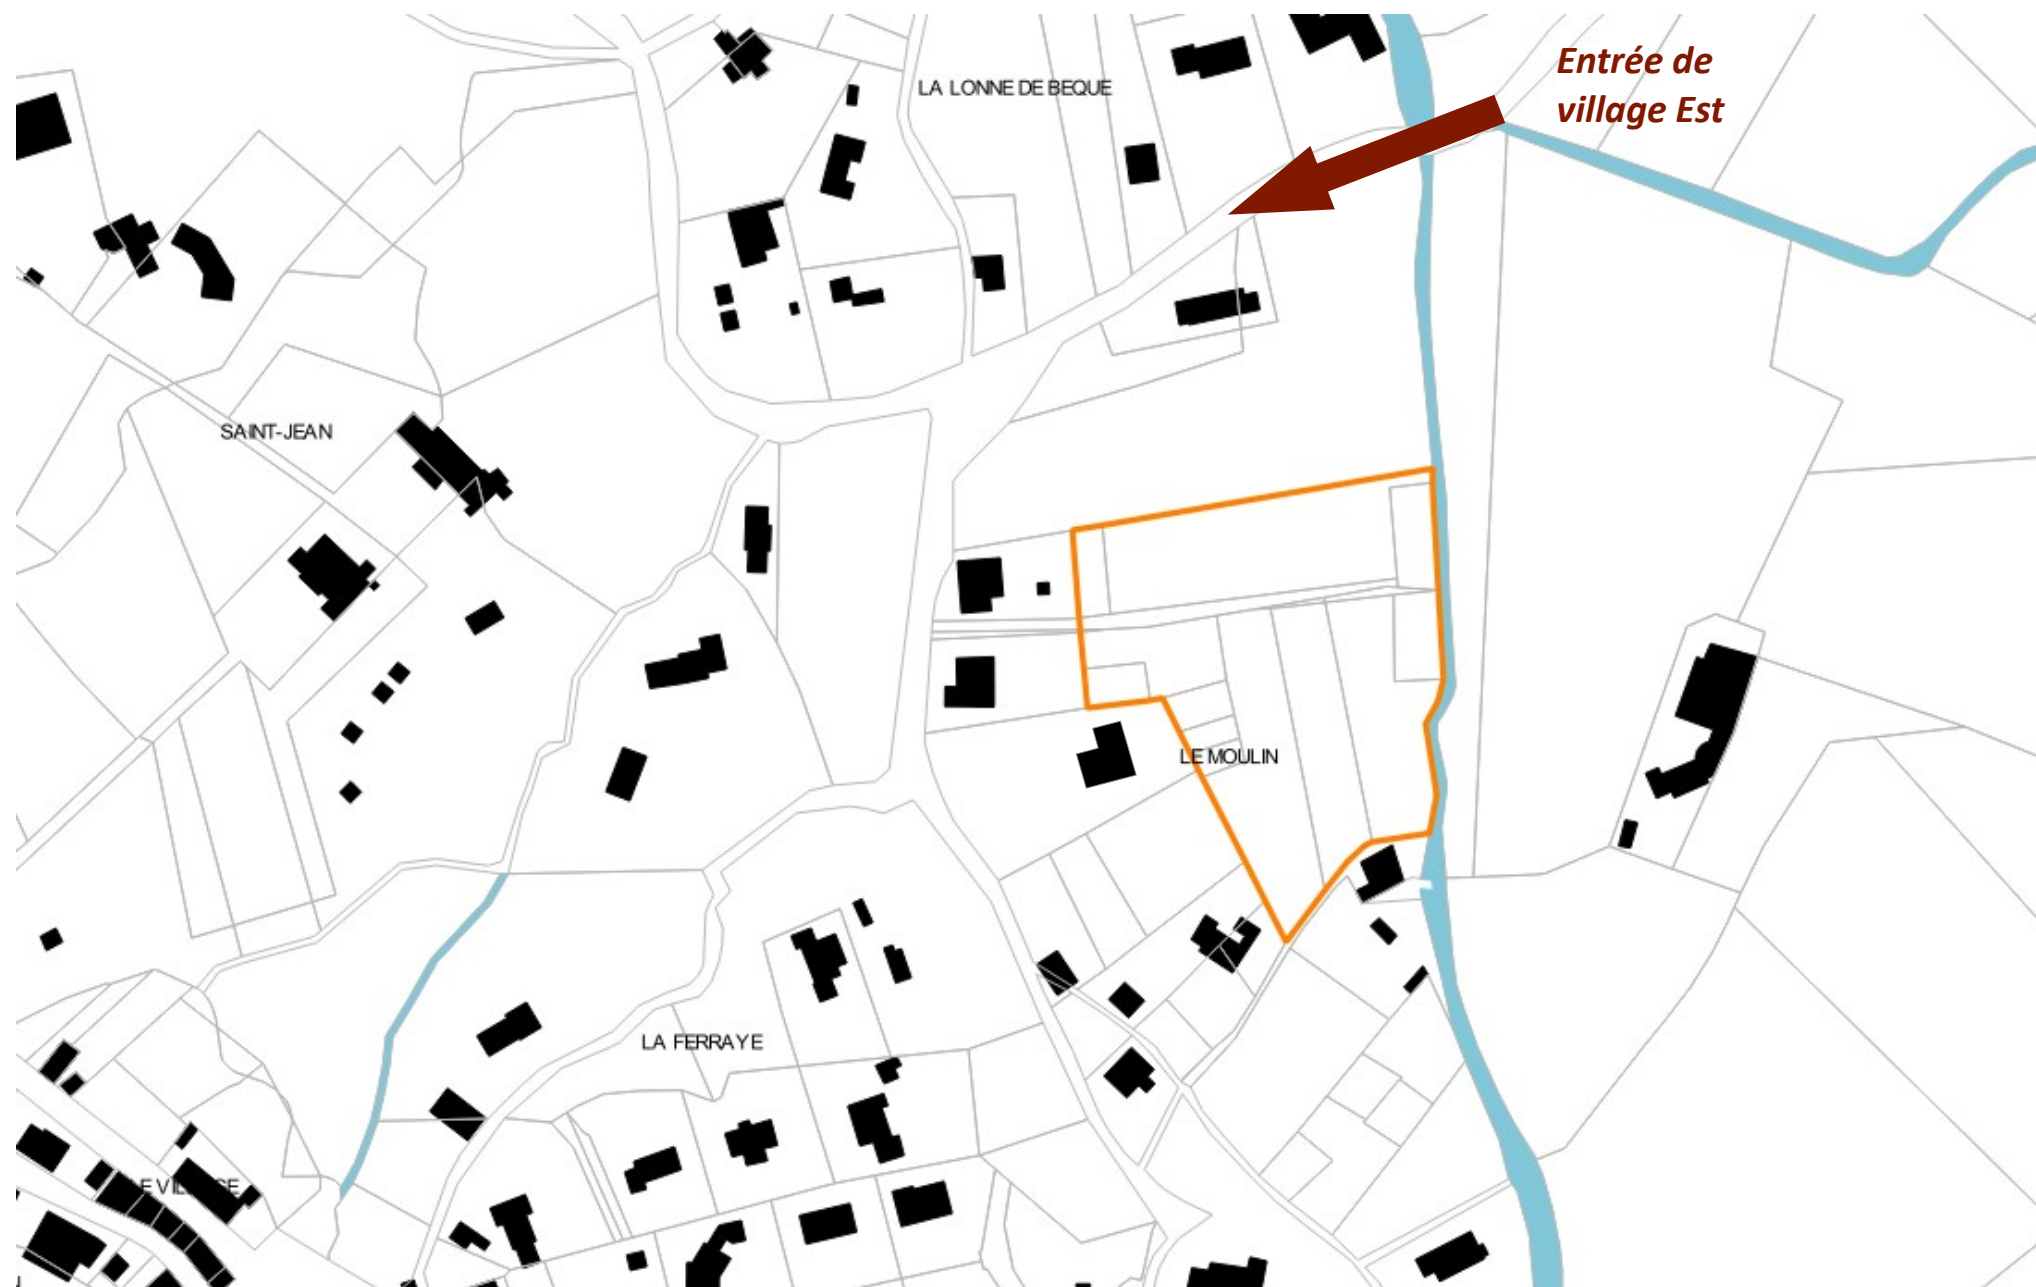 Entrée de
village Est
LA LONNE DE BEQUE
SAINT-JEAN
LE MOULIN
LA FERRAYE